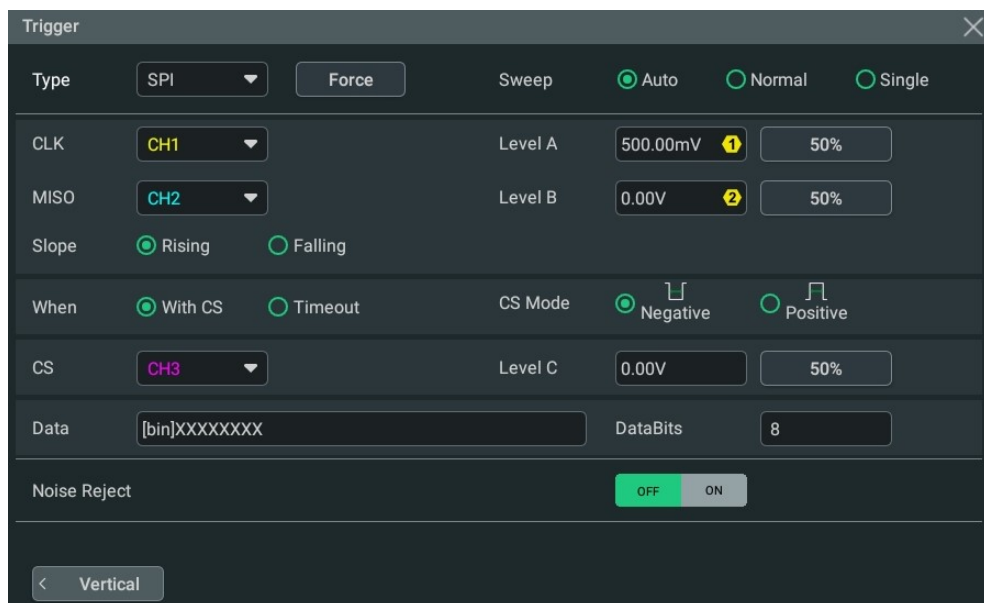 Trigger
Type SPI Force Sweep Auto Normal Single
CLK CH1 Level A 500.00mV 1 50%
MISO CH2 Level B 0.00V 2 50%
Slope Rising Falling
When With CS Timeout CS Mode Negative Positive
CS CH3 Level C 0.00V 50%
Data [bin]XXXXXXXX DataBits 8
Noise Reject OFF ON
< Vertical